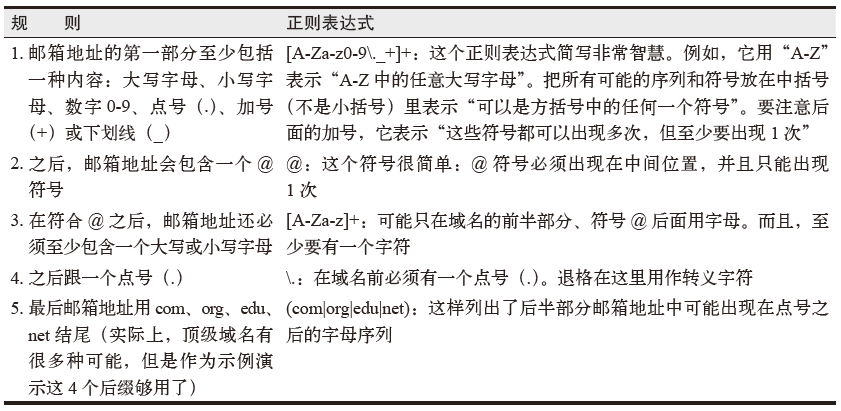 规 则 正则表达式
1. 邮箱地址的第一部分至少包括 [A-Za-z0-9\._+]+：这个正则表达式简写非常智慧。例如，它用“A-Z”
一种内容：大写字母、小写字 表示“A-Z 中的任意大写字母”。把所有可能的序列和符号放在中括号
母、数字 0-9、点号（.）、加号 （不是小括号）里表示“可以是方括号中的任何一个符号”。要注意后
（+）或下划线（_） 面的加号，它表示“这些符号都可以出现多次，但至少要出现 1 次”
2. 之后，邮箱地址会包含一个 @ @：这个符号很简单：@ 符号必须出现在中间位置，并且只能出现
符号 1 次
3. 在符合 @ 之后，邮箱地址还必 [A-Za-z]+：可能只在域名的前半部分、符号 @ 后面用字母。而且，至
须至少包含一个大写或小写字母 少要有一个字符
4. 之后跟一个点号（.） \.：在域名前必须有一个点号（.）。退格在这里用作转义字符
5. 最后邮箱地址用 com、org、edu、 (com|org|edu|net)：这样列出了后半部分邮箱地址中可能出现在点号之
net 结尾（实际上，顶级域名有 后的字母序列
很多种可能，但是作为示例演
示这 4 个后缀够用了）